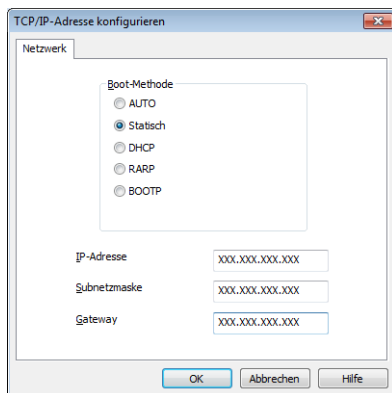 TCP/IP-Adresse konfigurieren
Netzwerk
Boot-Methode
AUTO
Statisch
DHCP
RARP
BOOTP
IP-Adresse XXX.XXX.XXX.XXX
Subnetzmaske XXX.XXX.XXX.XXX
Gateway XXX.XXX.XXX.XXX
OK Abbrechen Hilfe